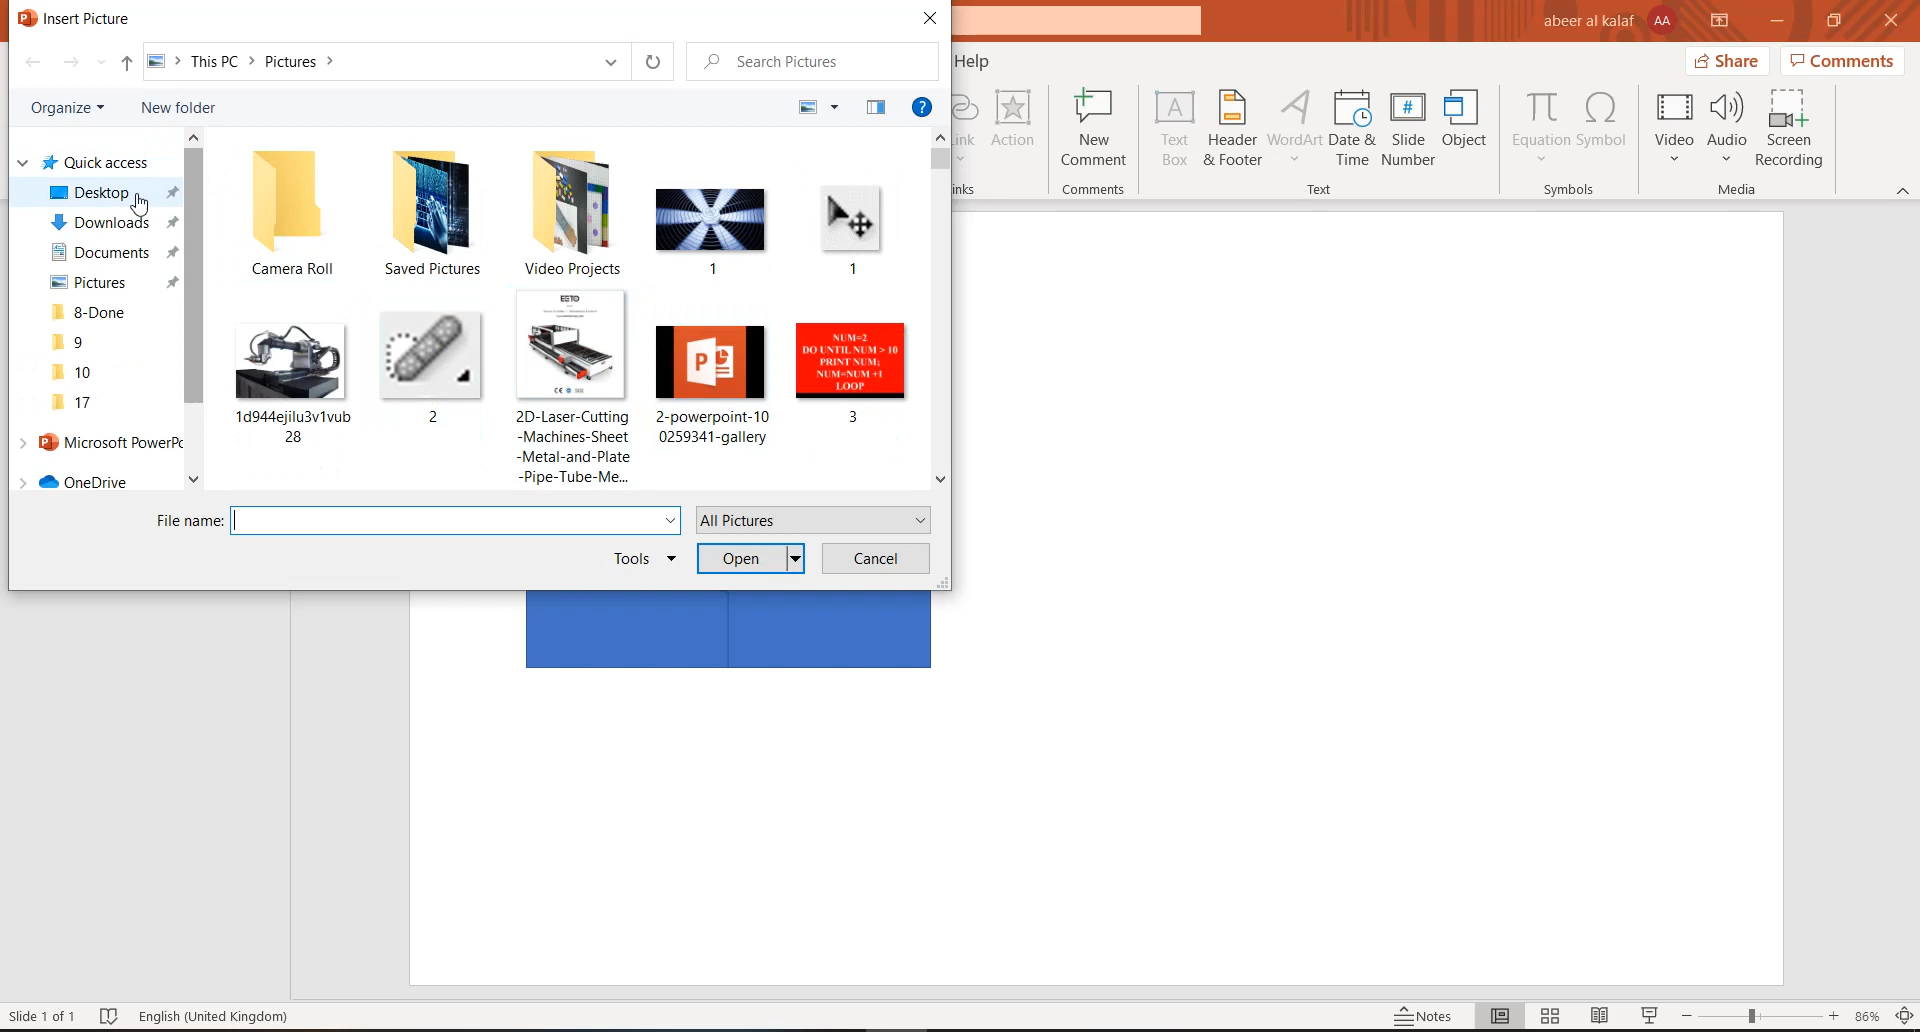 Insert Picture
abeer al kalaf AA
This PC > Pictures >
Search Pictures
Help
Share
Comments
Organize
New folder
Link
Action
New
Comment
Comments
Text
Box
Header
& Footer
WordArt
Date &
Time
Slide
Number
Object
Text
Equation
Symbol
Symbols
Video
Audio
Screen
Recording
Media
Quick access
Desktop
Downloads
Documents
Pictures
8-Done
9
10
17
Microsoft PowerPo
OneDrive
Camera Roll
Saved Pictures
Video Projects
1
1
EETO
NUM=2
DO UNTIL NUM > 10
PRINT NUM;
NUM=NUM +1
LOOP
1d944ejilu3v1vub
28
2
2D-Laser-Cutting
-Machines-Sheet
-Metal-and-Plate
-Pipe-Tube-Me...
2-powerpoint-10
0259341-gallery
3
File name:
All Pictures
Tools
Open
Cancel
Slide 1 of 1
English (United Kingdom)
Notes
86%